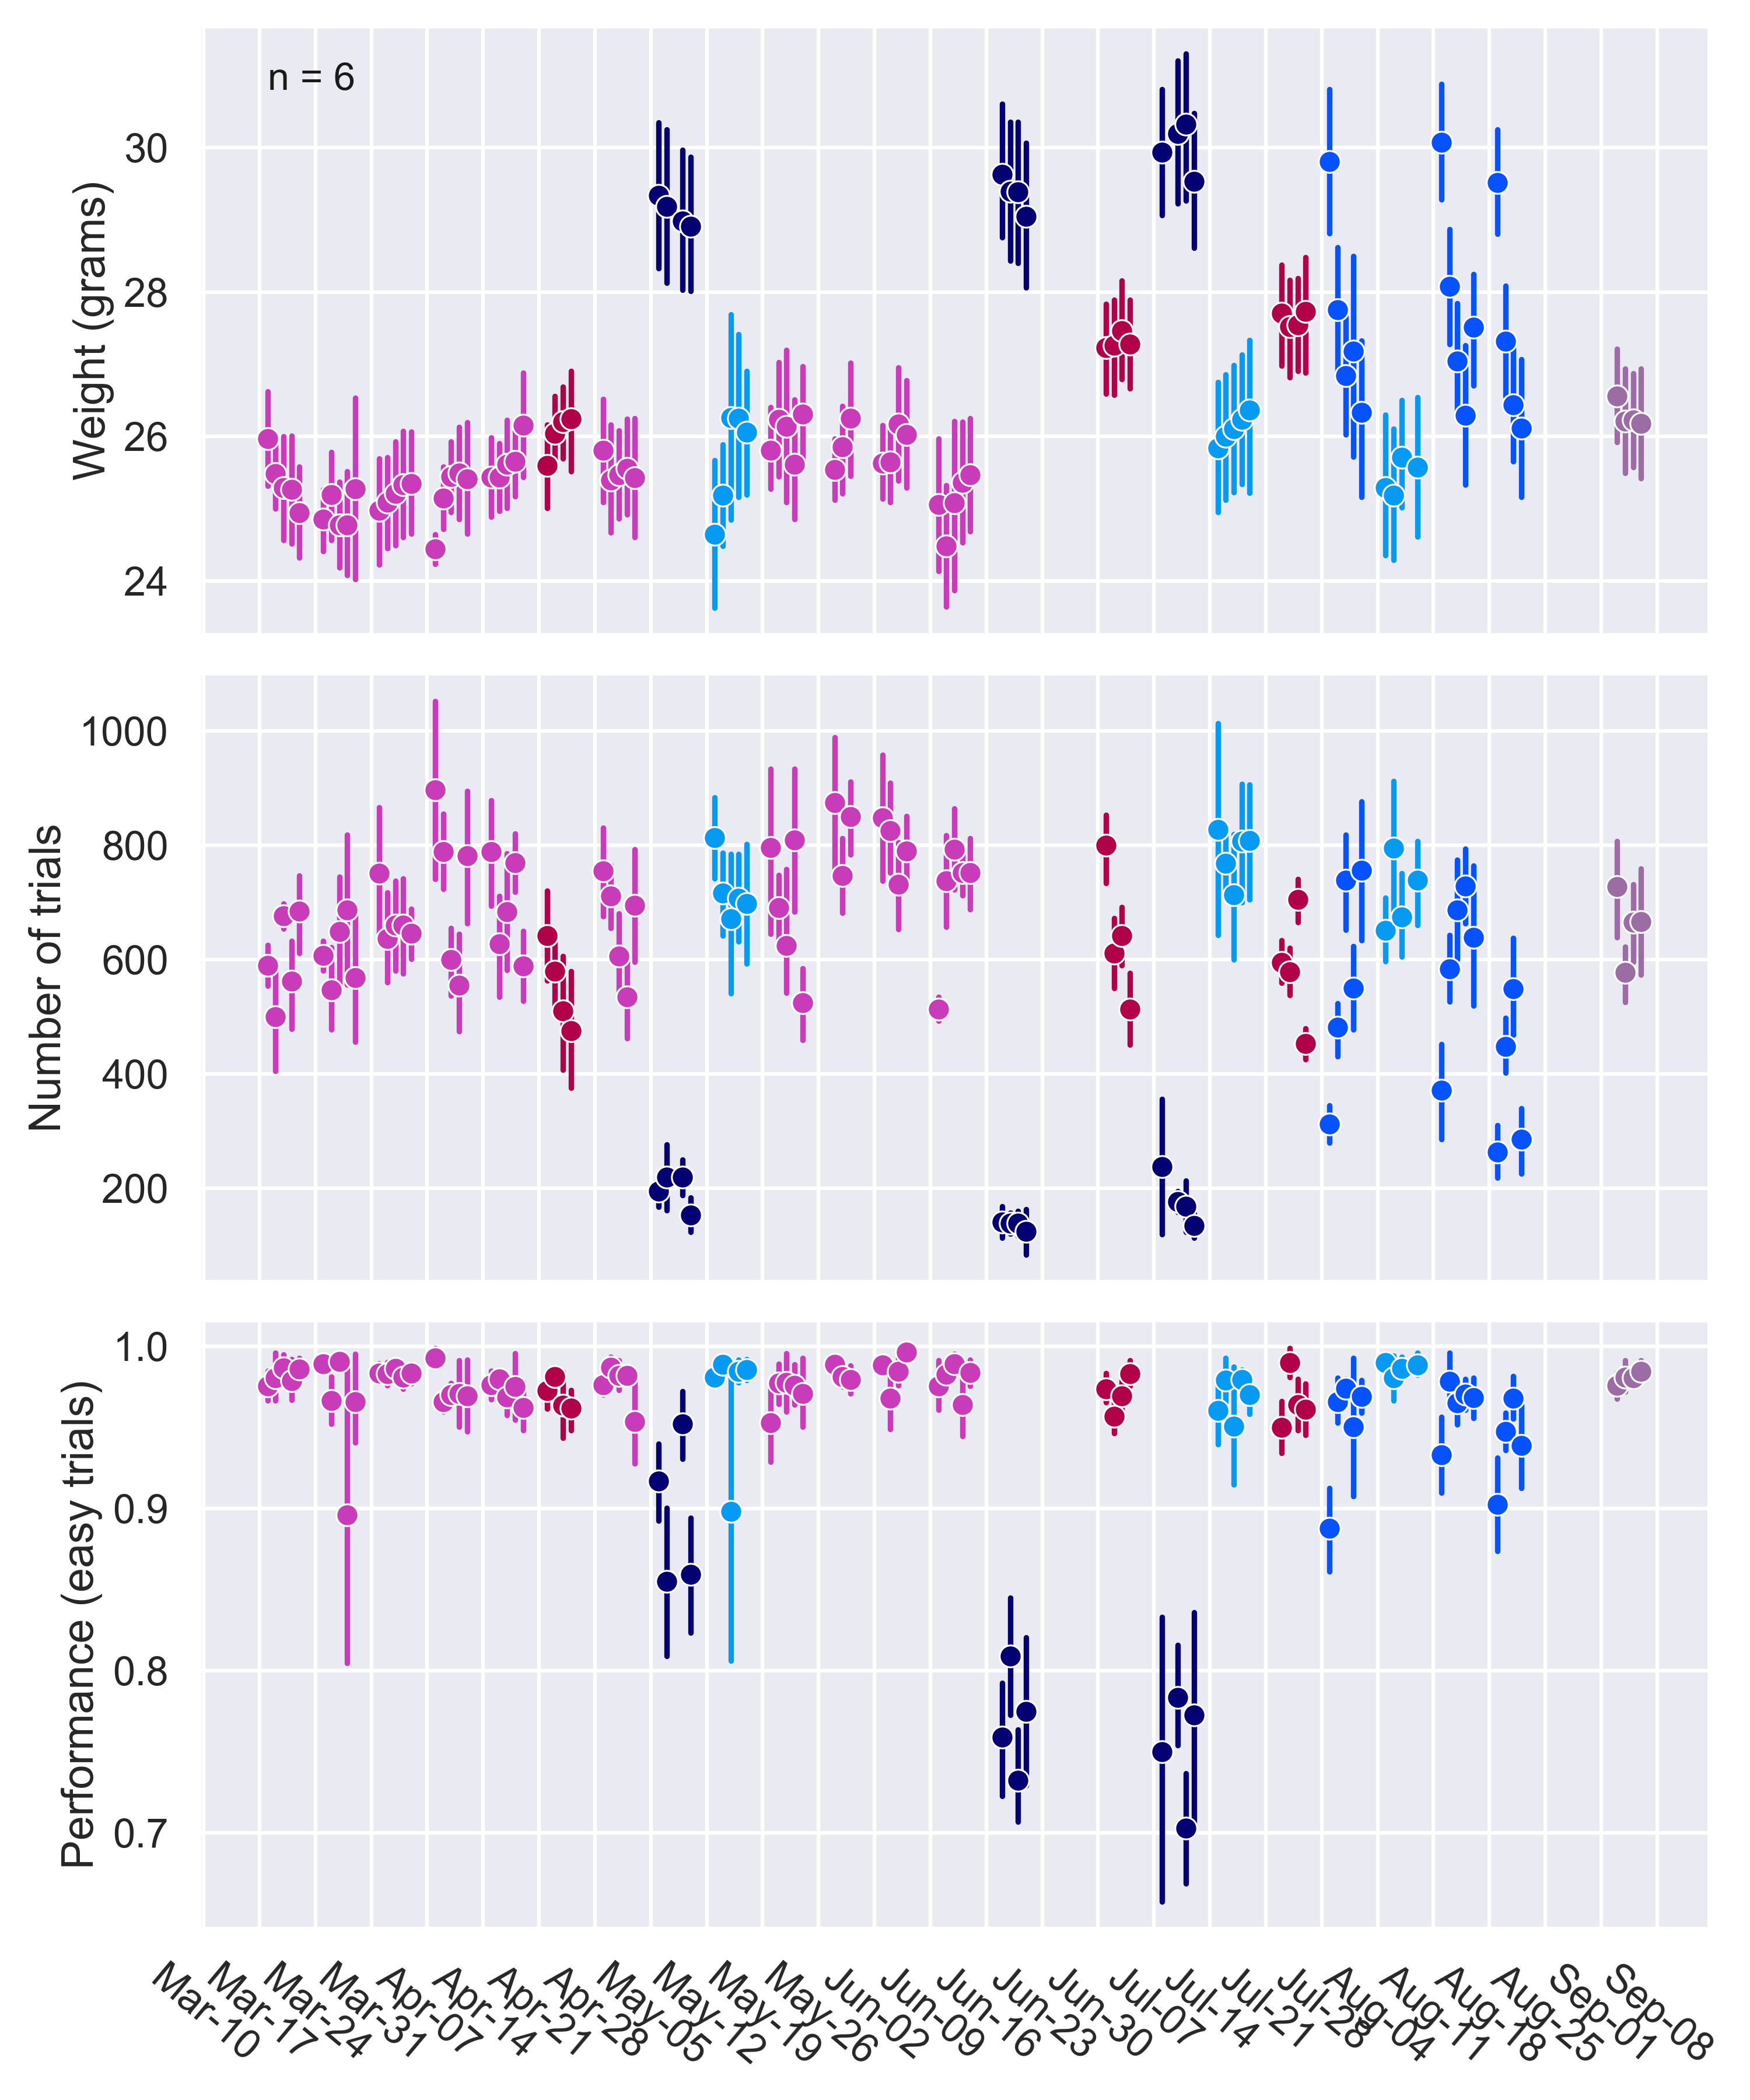 n = 6
Weight (grams)
30
28
26
24
Number of trials
1000
800
600
400
200
Performance (easy trials)
1.0
0.9
0.8
0.7
Mar-10
Mar-17
Mar-24
Mar-31
Apr-07
Apr-14
Apr-21
Apr-28
May-05
May-12
May-19
May-26
Jun-02
Jun-09
Jun-16
Jun-23
Jun-30
Jul-07
Jul-14
Jul-21
Jul-28
Aug-04
Aug-11
Aug-18
Aug-25
Sep-01
Sep-08